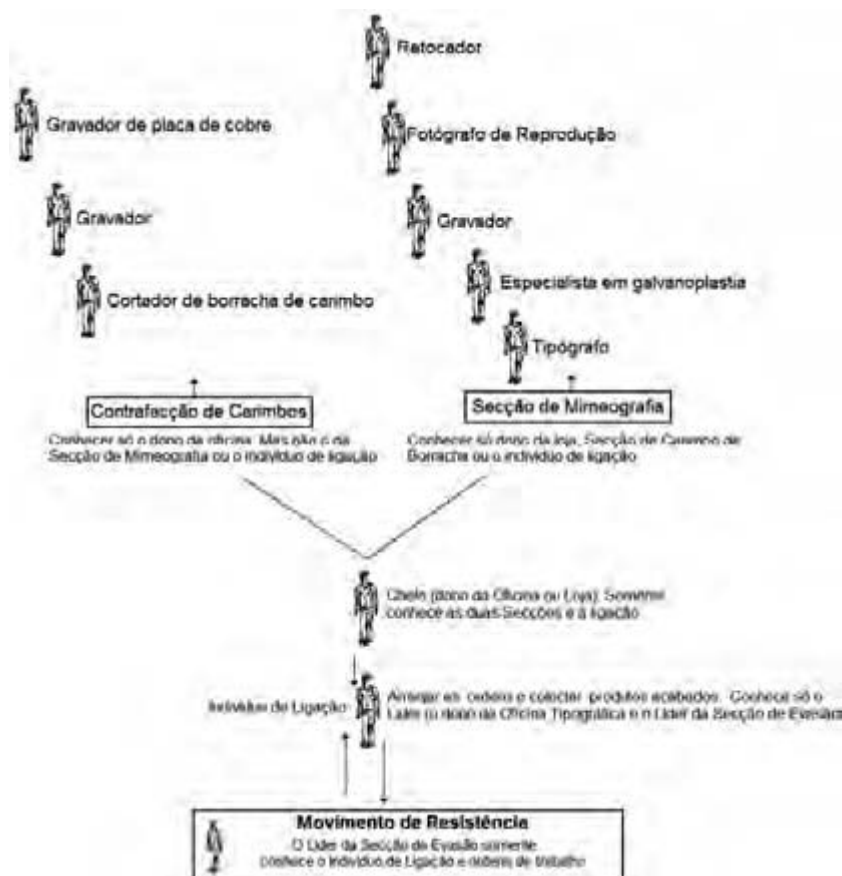 Retocador
Gravador de placa de cobre
Fotógrafo de Reprodução
Gravador
Gravador
Cortador de borracha de carimbo
Especialista em galvanoplastia
Tipógrafo
Contrafacção de Carimbos
Secção de Mimeografia
Conhecer só o dono da oficina. Mas não o da
Secção de Mimeografia ou o indivíduo de ligação
Conhecer só dono da loja, Secção de Carimbo de
Borracha ou o indivíduo de ligação
Chefe (dono da Oficina ou Loja). Somente
conhece as duas Secções e a ligação
Indivíduo de Ligação
Arranjar as ordens e colectar produtos acabados. Conhece só o
Líder (o dono da Oficina Tipográfica e o Líder da Secção de Evasão
Movimento de Resistência
O Líder da Secção de Evasão somente
conhece o Indivíduo de Ligação e ordens de trabalho